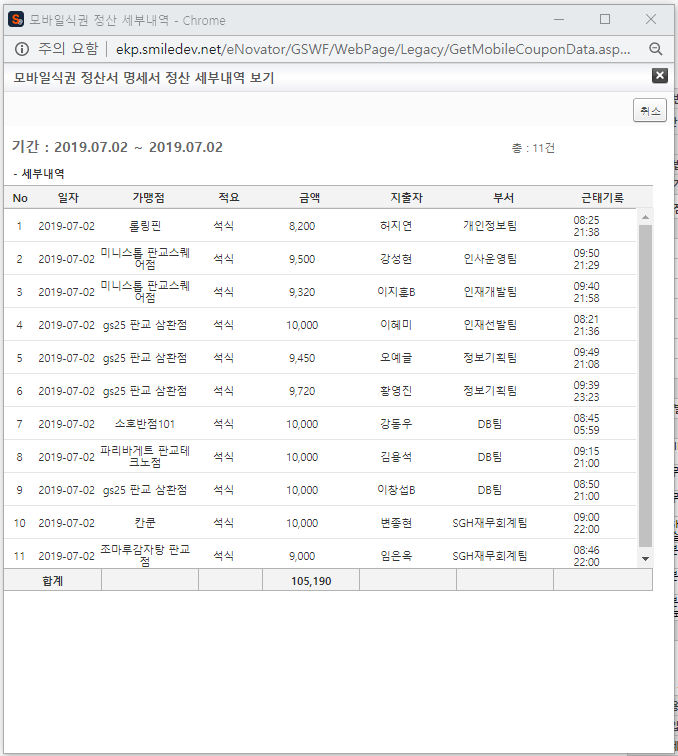 모바일식권 정산 세부내역 - Chrome
주의 요함 | ekp.smiledev.net/eNovator/GSWF/WebPage/Legacy/GetMobileCouponData.asp...
모바일식권 정산서 명세서 정산 세부내역 보기
취소
기간 : 2019.07.02 ~ 2019.07.02 총 : 11건
- 세부내역
No 일자 가맹점 적요 금액 지출자 부서 근태기록
1 2019-07-02 롤링핀 석식 8,200 허지연 개인정보팀 08:25
21:38
2 2019-07-02 미니스톱 판교스퀘
어점 석식 9,500 강성현 인사운영팀 09:50
21:29
3 2019-07-02 미니스톱 판교스퀘
어점 석식 9,320 이지훈B 인재개발팀 09:40
21:58
4 2019-07-02 gs25 판교 삼환점 석식 10,000 이혜미 인재선발팀 08:21
21:36
5 2019-07-02 gs25 판교 삼환점 석식 9,450 오예글 정보기획팀 09:49
21:08
6 2019-07-02 gs25 판교 삼환점 석식 9,720 황영진 정보기획팀 09:39
23:23
7 2019-07-02 소호반점101 석식 10,000 강동우 DB팀 08:45
05:59
8 2019-07-02 파리바게트 판교테
크노점 석식 10,000 김용석 DB팀 09:15
21:00
9 2019-07-02 gs25 판교 삼환점 석식 10,000 이창섭B DB팀 08:50
21:00
10 2019-07-02 칸쿤 석식 10,000 변종현 SGH재무회계팀 09:00
22:00
11 2019-07-02 조마루감자탕 판교
점 석식 9,000 임은옥 SGH재무회계팀 08:46
22:00
합계 105,190